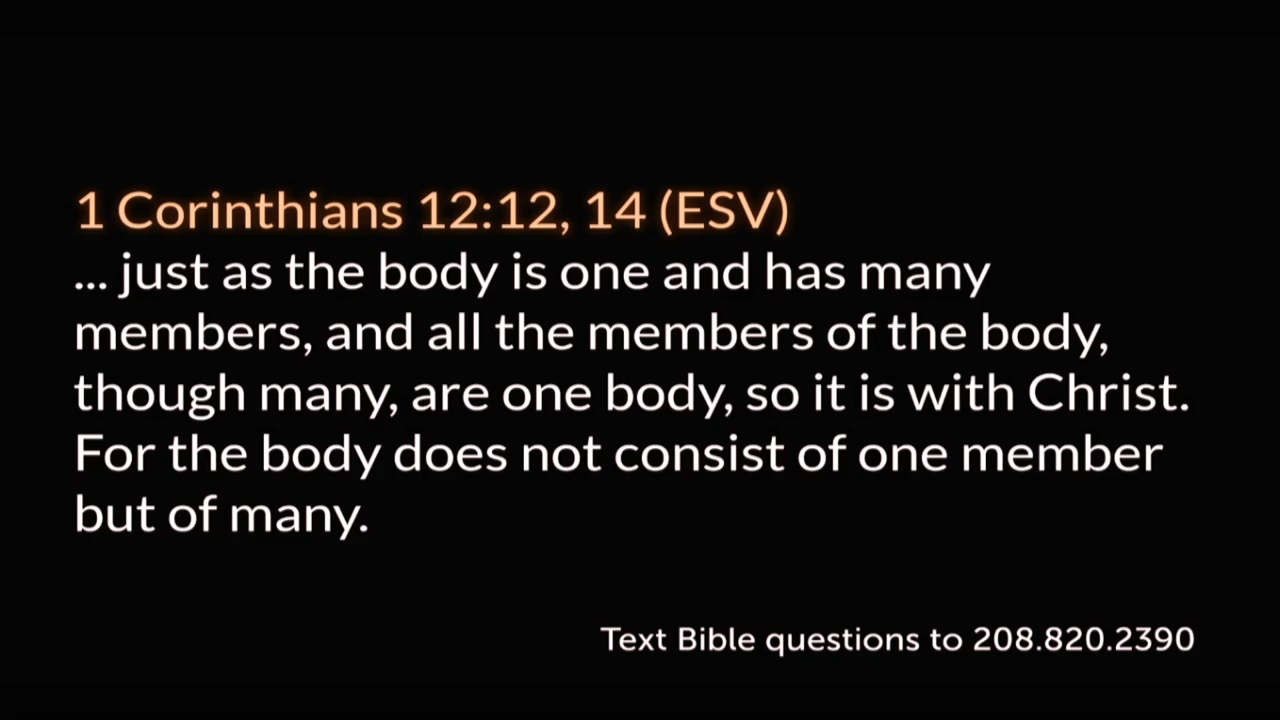 1 Corinthians 12:12, 14 (ESV)
... just as the body is one and has many
members, and all the members of the body,
though many, are one body, so it is with Christ.
For the body does not consist of one member
but of many.
Text Bible questions to 208.820.2390